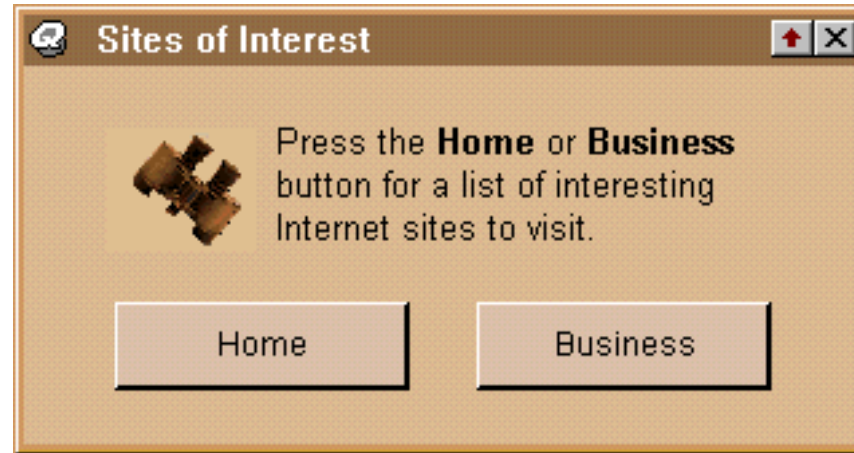 Sites of Interest
Press the Home or Business
button for a list of interesting
Internet sites to visit.
Home Business